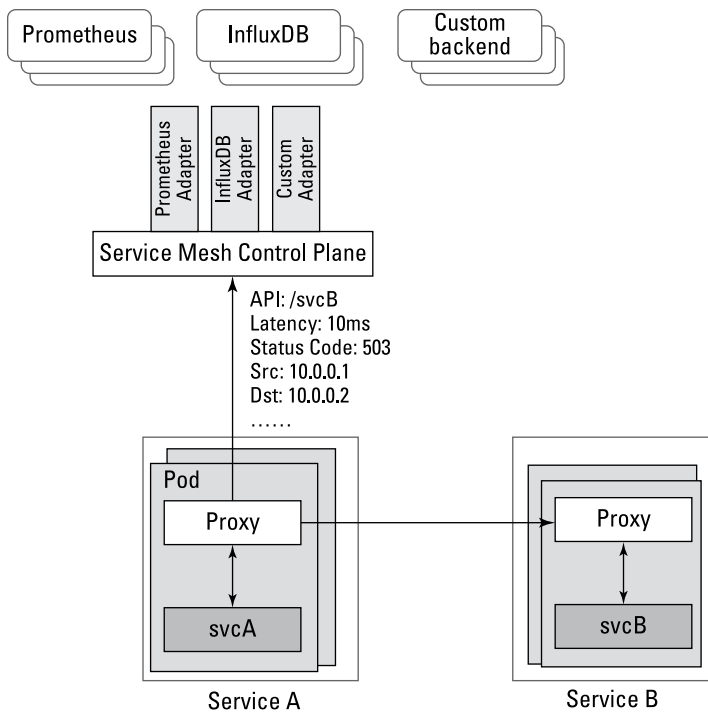 Prometheus
InfluxDB
Custom
backend
Prometheus
Adapter
InfluxDB
Adapter
Custom
Adapter
Service Mesh Control Plane
API: /svcB
Latency: 10ms
Status Code: 503
Src: 10.0.0.1
Dst: 10.0.0.2
......
Pod
Proxy
svcA
Service A
Proxy
svcB
Service B